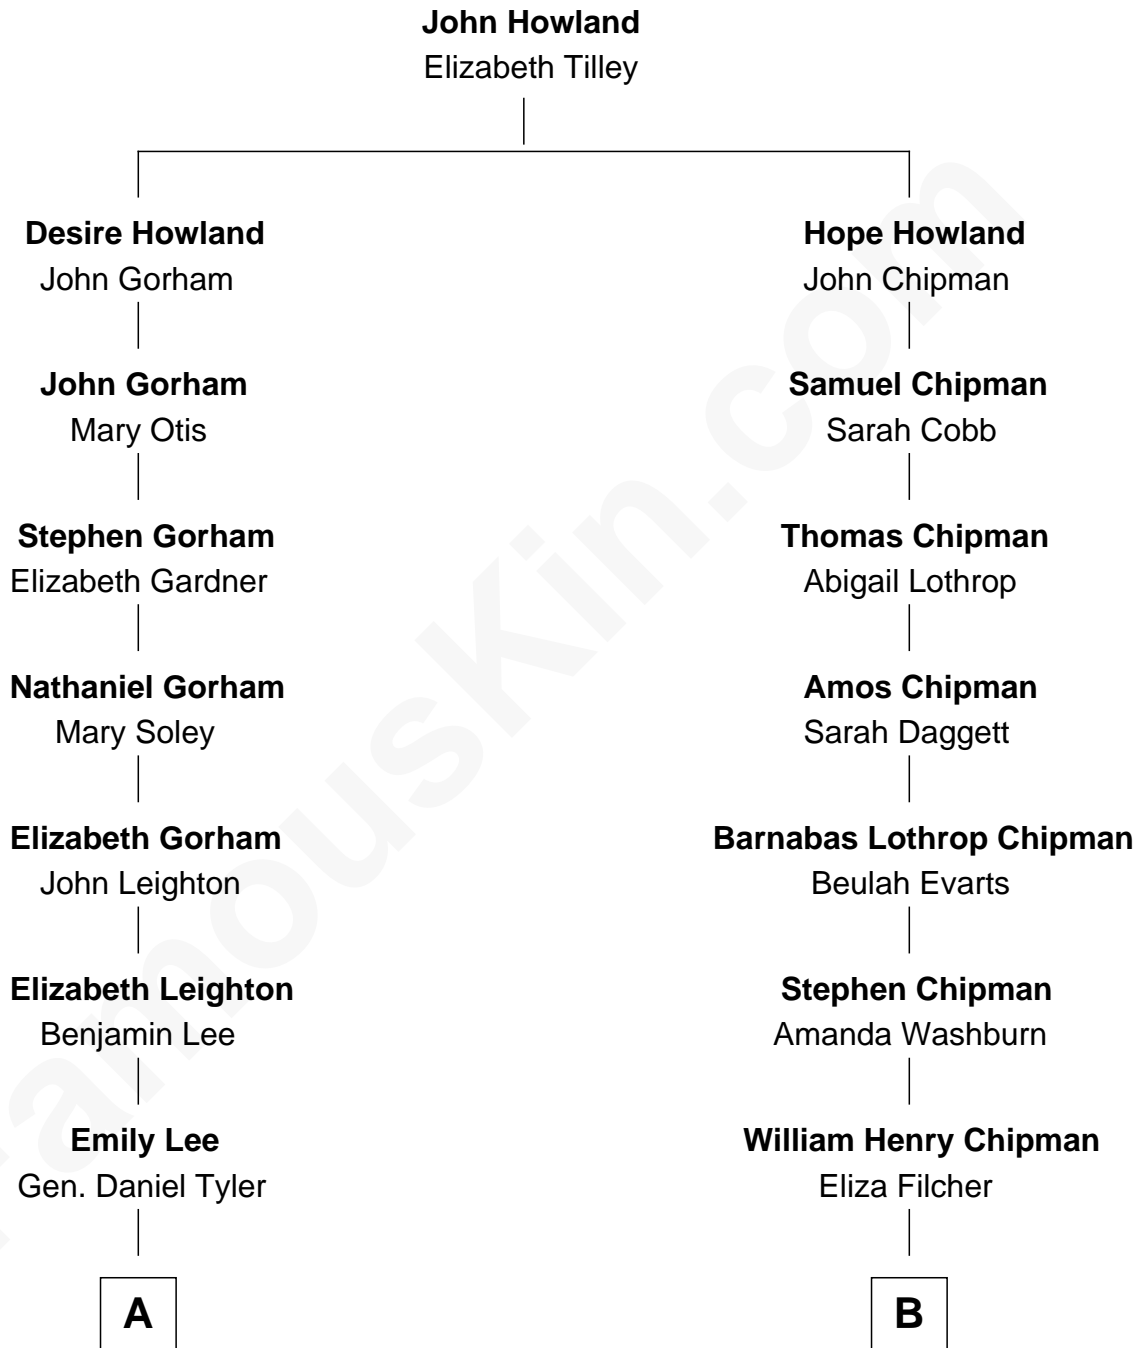 John Howland
Elizabeth Tilley
Desire Howland
John Gorham
Hope Howland
John Chipman
John Gorham
Mary Otis
Samuel Chipman
Sarah Cobb
Stephen Gorham
Elizabeth Gardner
Thomas Chipman
Abigail Lothrop
Nathaniel Gorham
Mary Soley
Amos Chipman
Sarah Daggett
Elizabeth Gorham
John Leighton
Barnabas Lothrop Chipman
Beulah Evarts
Elizabeth Leighton
Benjamin Lee
Stephen Chipman
Amanda Washburn
Emily Lee
Gen. Daniel Tyler
William Henry Chipman
Eliza Filcher
A
B
FamousKin.com